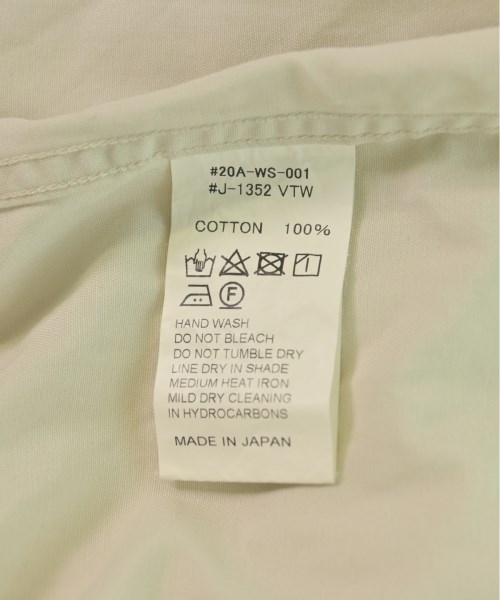 #20A-WS-001
#J-1352 VTW
COTTON 100%
F
HAND WASH
DO NOT BLEACH
DO NOT TUMBLE DRY
LINE DRY IN SHADE
MEDIUM HEAT IRON
MILD DRY CLEANING
IN HYDROCARBONS
MADE IN JAPAN